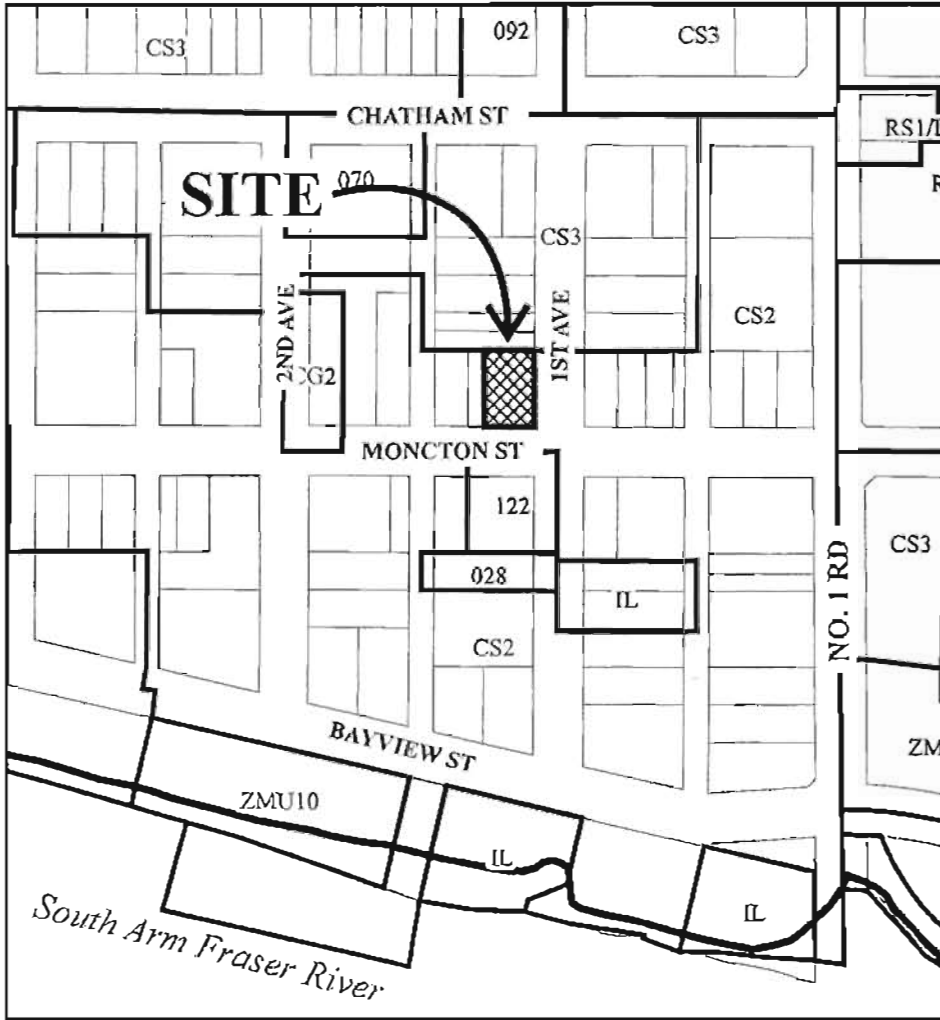 CS3
092
CS3
CHATHAM ST
RS1/
SITE
070
CS3
2ND AVE
1ST AVE
CS2
CG2
MONCTON ST
122
NO. 1 RD
CS3
028
IL
CS2
BAYVIEW ST
ZM
ZMU10
IL
IL
South Arm Fraser River